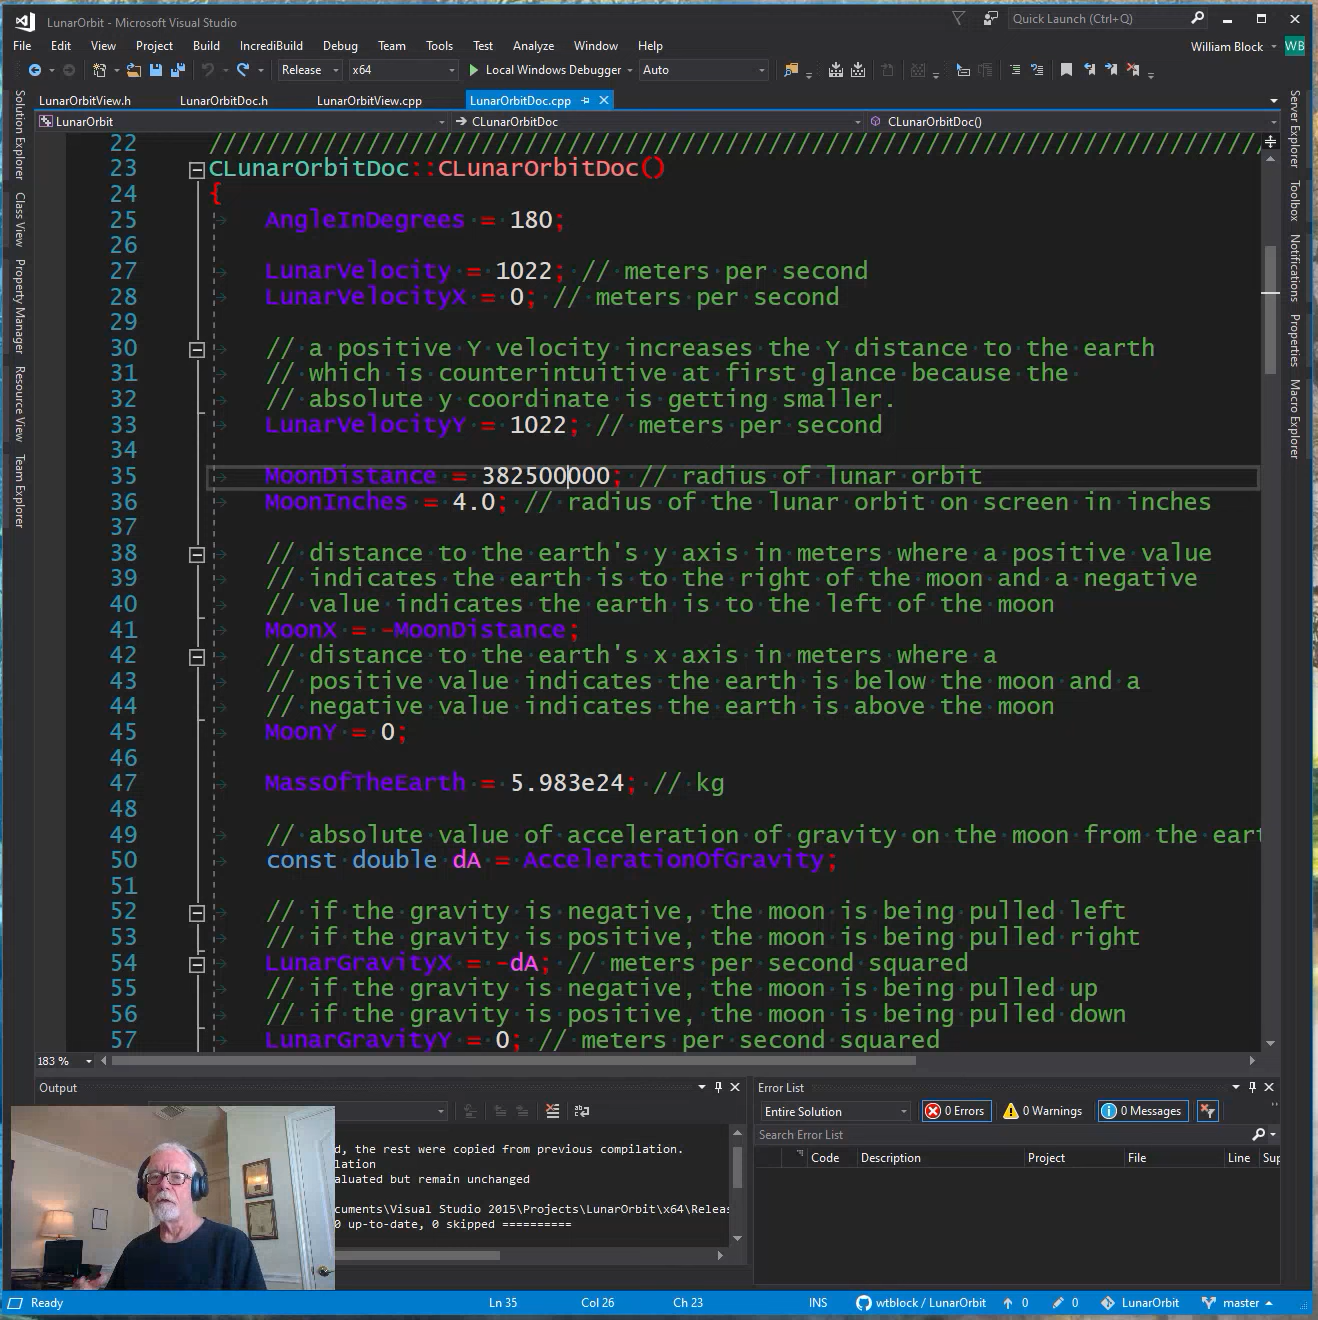 LunarOrbit - Microsoft Visual Studio
Quick Launch (Ctrl+Q)
File Edit View Project Build IncrediBuild Debug Team Tools Test Analyze Window Help
William Block WB
Release x64 Local Windows Debugger Auto
LunarOrbitView.h LunarOrbitDoc.h LunarOrbitView.cpp LunarOrbitDoc.cpp
LunarOrbit CLunarOrbitDoc CLunarOrbitDoc()
Solution Explorer
Class View
Property Manager
Resource View
Team Explorer
Server Explorer
Toolbox
Notifications
Properties
Macro Explorer
22 //////////////////////////////////////////////////////////////////////////
23 CLunarOrbitDoc::CLunarOrbitDoc()
24 {
25 AngleInDegrees = 180;
26
27 LunarVelocity = 1022; // meters per second
28 LunarVelocityX = 0; // meters per second
29
30 // a positive Y velocity increases the Y distance to the earth
31 // which is counterintuitive at first glance because the
32 // absolute y coordinate is getting smaller.
33 LunarVelocityY = 1022; // meters per second
34
35 MoonDistance = 382500000; // radius of lunar orbit
36 MoonInches = 4.0; // radius of the lunar orbit on screen in inches
37
38 // distance to the earth's y axis in meters where a positive value
39 // indicates the earth is to the right of the moon and a negative
40 // value indicates the earth is to the left of the moon
41 MoonX = -MoonDistance;
42 // distance to the earth's x axis in meters where a
43 // positive value indicates the earth is below the moon and a
44 // negative value indicates the earth is above the moon
45 MoonY = 0;
46
47 MassOfTheEarth = 5.983e24; // kg
48
49 // absolute value of acceleration of gravity on the moon from the eart
50 const double dA = AccelerationOfGravity;
51
52 // if the gravity is negative, the moon is being pulled left
53 // if the gravity is positive, the moon is being pulled right
54 LunarGravityX = -dA; // meters per second squared
55 // if the gravity is negative, the moon is being pulled up
56 // if the gravity is positive, the moon is being pulled down
57 LunarGravityY = 0; // meters per second squared
183 %
Output
d, the rest were copied from previous compilation.
lation
aluated but remain unchanged
cuments\Visual Studio 2015\Projects\LunarOrbit\x64\Releas
0 up-to-date, 0 skipped ==========
Error List
Entire Solution 0 Errors 0 Warnings 0 Messages
Search Error List
Code Description Project File Line Sup
Ready Ln 35 Col 26 Ch 23 INS wtblock / LunarOrbit 0 0 LunarOrbit master